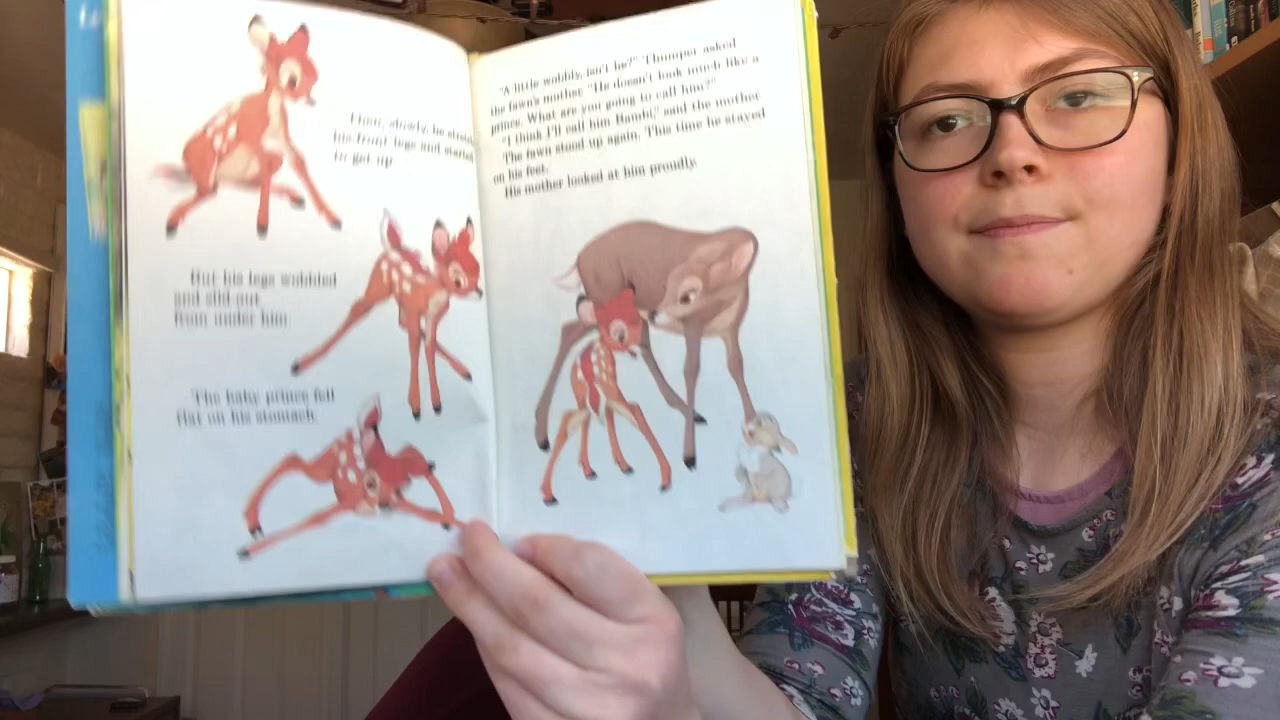 Then, slowly, he
his front legs and started
to get up.
But his legs wobbled
and slid out
from under him.
The baby prince fell
flat on his stomach.
"A little wobbly, isn't he?" Thumper asked
the fawn's mother. "He doesn't look much like a
prince. What are you going to call him?"
"I think I'll call him Bambi," said the mother.
The fawn stood up again. This time he stayed
on his feet.
His mother looked at him proudly.